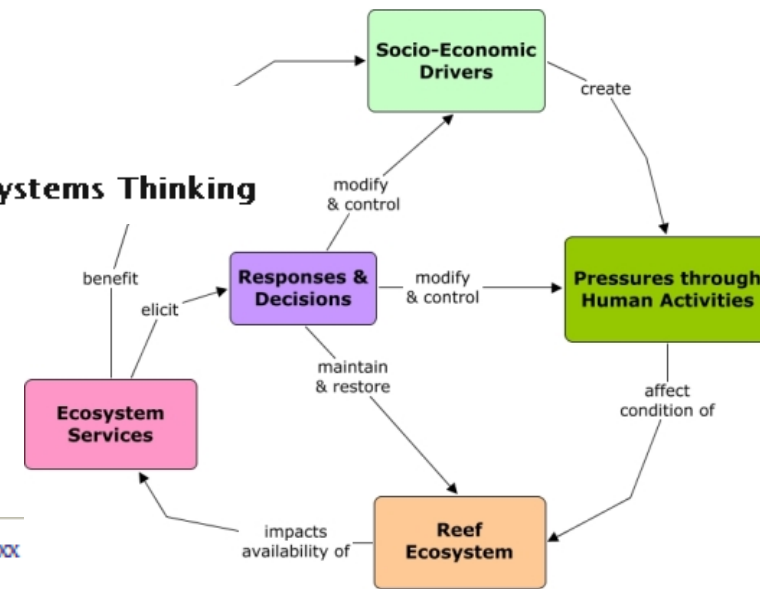 Socio-Economic
Drivers
create
ystems Thinking
modify
& control
benefit
Responses &
Decisions
modify
& control
Pressures through
Human Activities
elicit
maintain
& restore
affect
condition of
Ecosystem
Services
impacts
availability of
Reef
Ecosystem
xx